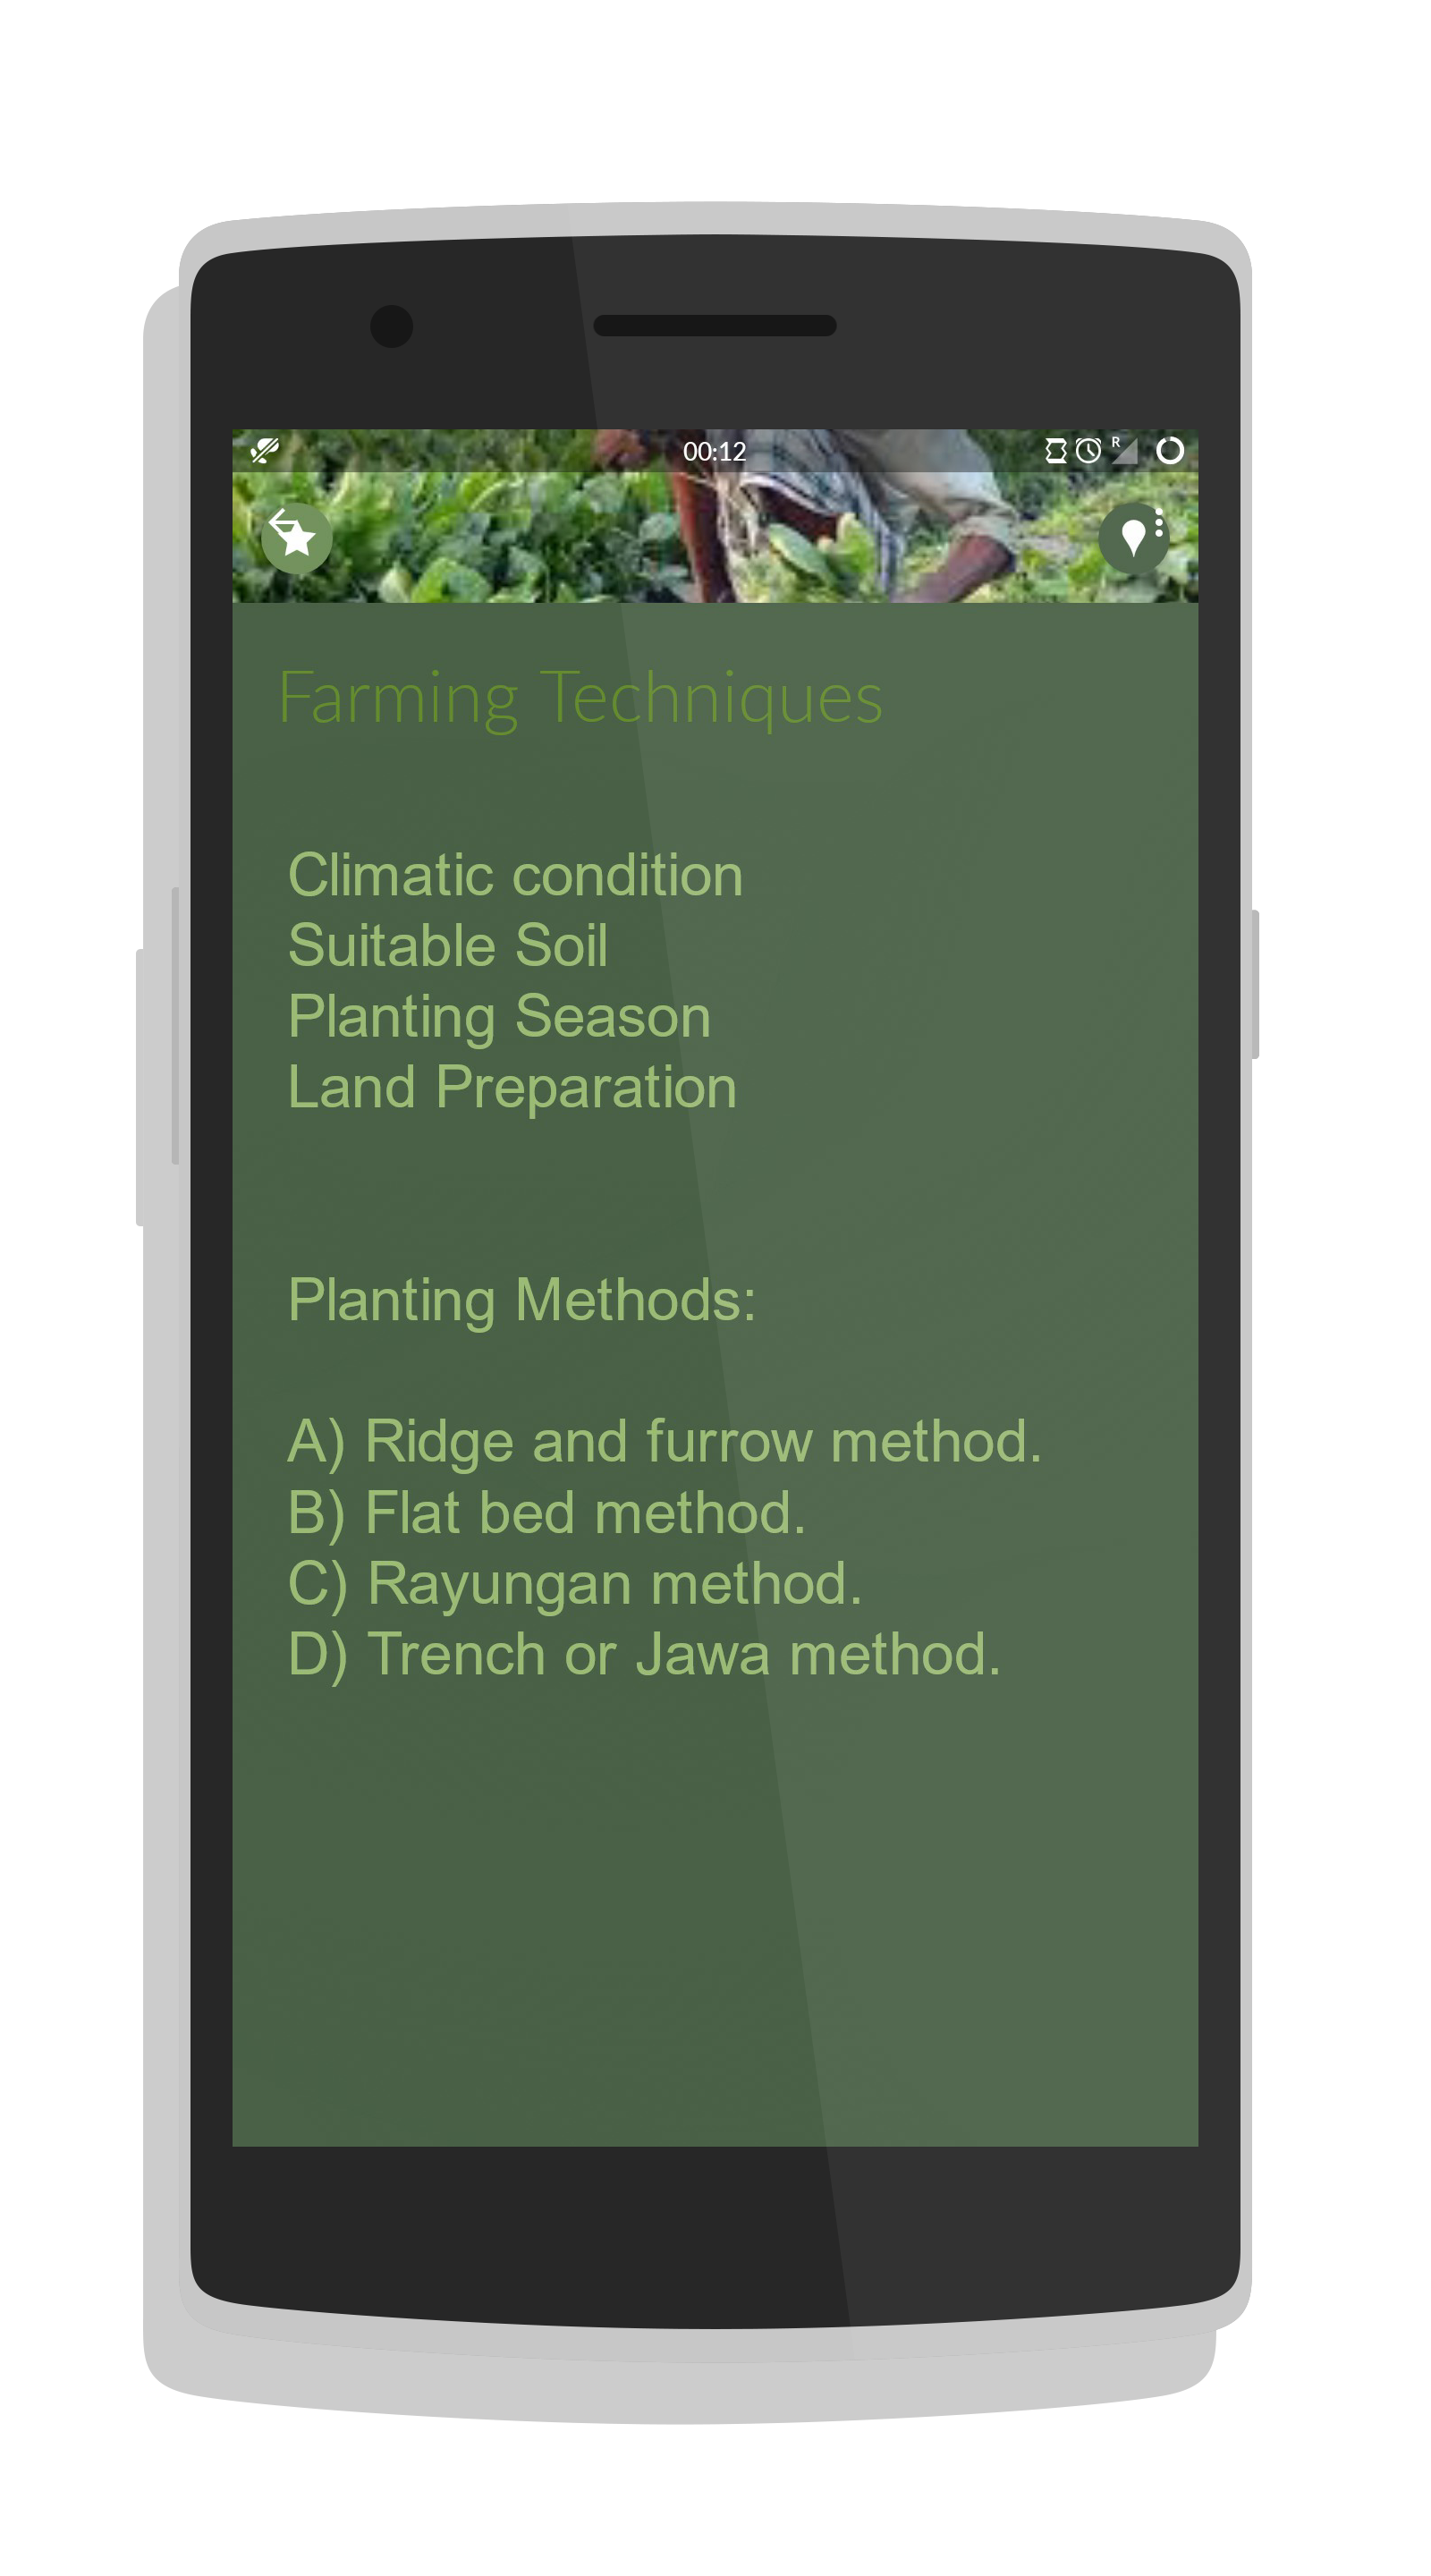 00:12
R
Farming Techniques
Climatic condition
Suitable Soil
Planting Season
Land Preparation
Planting Methods:
A) Ridge and furrow method.
B) Flat bed method.
C) Rayungan method.
D) Trench or Jawa method.